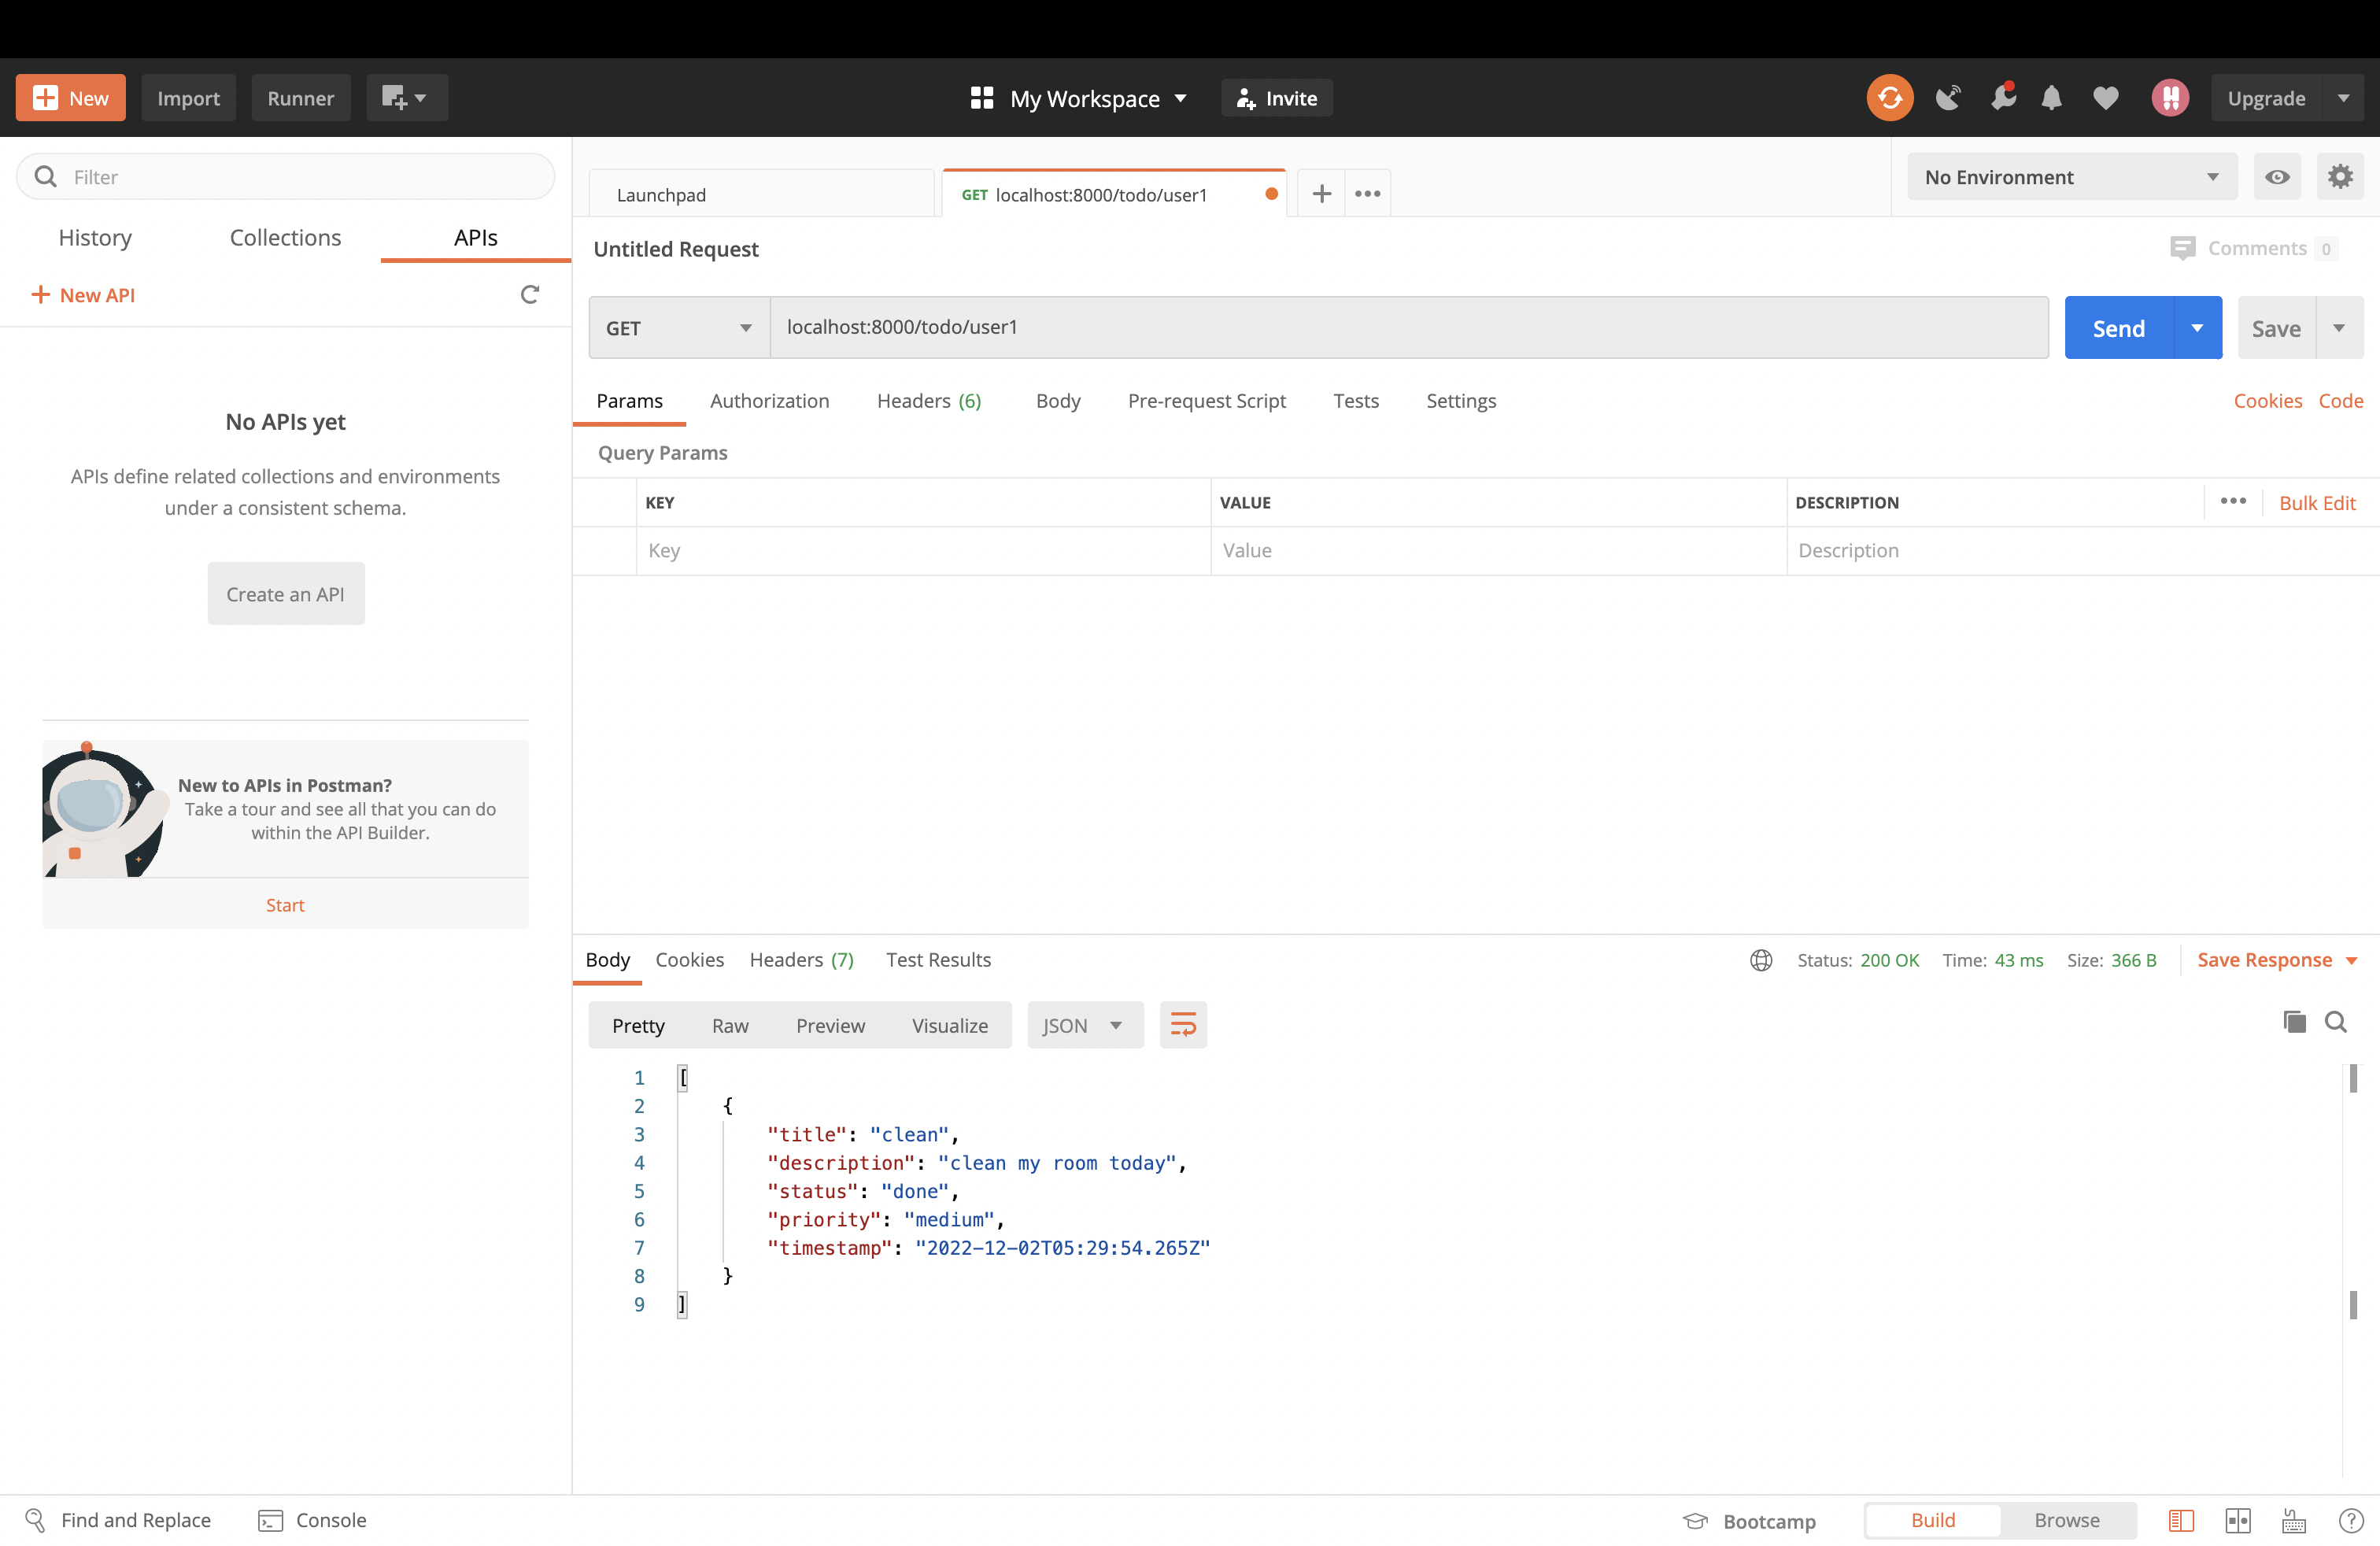 New
Import
Runner
My Workspace
Invite
Upgrade
Filter
History
Collections
APIs
New API
No APIs yet
APIs define related collections and environments
under a consistent schema.
Create an API
New to APIs in Postman?
Take a tour and see all that you can do
within the API Builder.
Start
Launchpad
GET localhost:8000/todo/user1
No Environment
Untitled Request
Comments 0
GET
localhost:8000/todo/user1
Send
Save
Params
Authorization
Headers (6)
Body
Pre-request Script
Tests
Settings
Cookies
Code
Query Params
KEY
VALUE
DESCRIPTION
Bulk Edit
Key
Value
Description
Body
Cookies
Headers (7)
Test Results
Status: 200 OK
Time: 43 ms
Size: 366 B
Save Response
Pretty
Raw
Preview
Visualize
JSON
1 [
2 {
3 "title": "clean",
4 "description": "clean my room today",
5 "status": "done",
6 "priority": "medium",
7 "timestamp": "2022-12-02T05:29:54.265Z"
8 }
9 ]
Find and Replace
Console
Bootcamp
Build
Browse